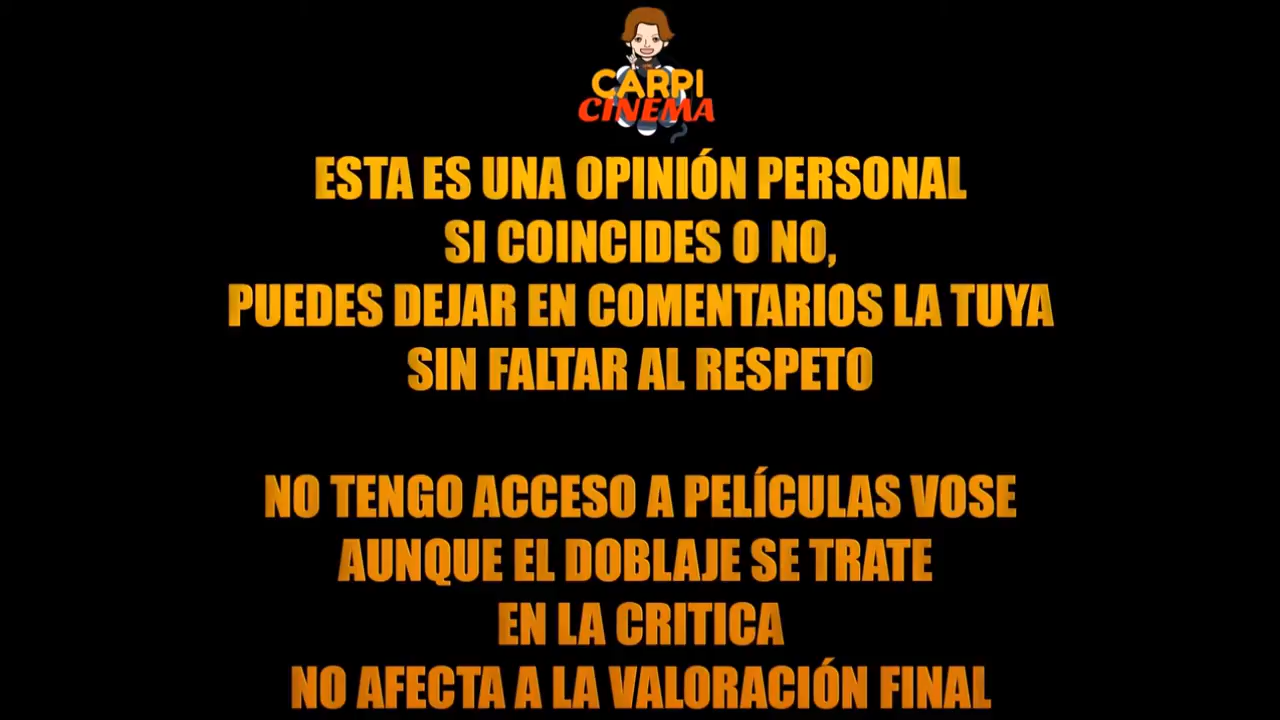 CARPI
CINEMA
ESTA ES UNA OPINIÓN PERSONAL
SI COINCIDES O NO,
PUEDES DEJAR EN COMENTARIOS LA TUYA
SIN FALTAR AL RESPETO
NO TENGO ACCESO A PELÍCULAS VOSE
AUNQUE EL DOBLAJE SE TRATE
EN LA CRITICA
NO AFECTA A LA VALORACIÓN FINAL